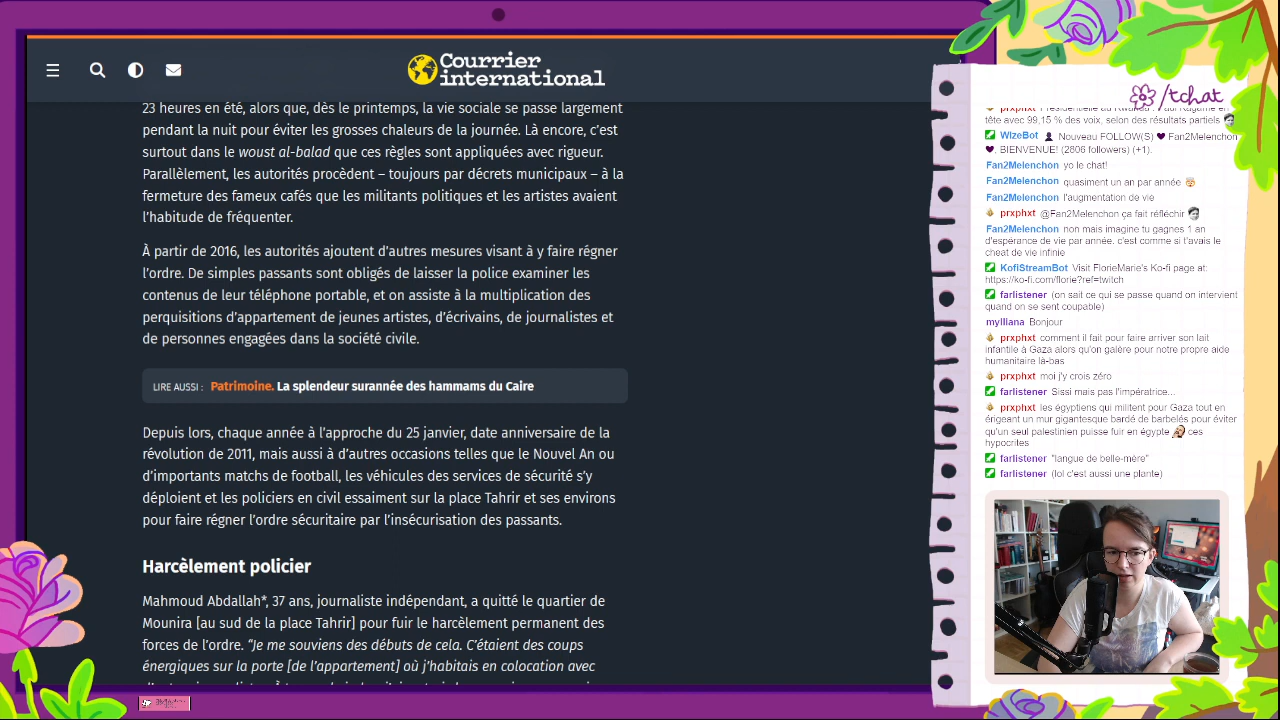 Courrier
international
23 heures en été, alors que, dès le printemps, la vie sociale se passe largement
pendant la nuit pour éviter les grosses chaleurs de la journée. Là encore, c'est
surtout dans le woust al-balad que ces règles sont appliquées avec rigueur.
Parallèlement, les autorités procèdent – toujours par décrets municipaux – à la
fermeture des fameux cafés que les militants politiques et les artistes avaient
l'habitude de fréquenter.
À partir de 2016, les autorités ajoutent d'autres mesures visant à y faire régner
l'ordre. De simples passants sont obligés de laisser la police examiner les
contenus de leur téléphone portable, et on assiste à la multiplication des
perquisitions d'appartements de jeunes artistes, d'écrivains, de journalistes et
de personnes engagées dans la société civile.
LIRE AUSSI : Patrimoine. La splendeur surannée des hammams du Caire
Depuis lors, chaque année à l'approche du 25 janvier, date anniversaire de la
révolution de 2011, mais aussi à d'autres occasions telles que le Nouvel An ou
d'importants matchs de football, les véhicules des services de sécurité s'y
déploient et les policiers en civil essaiment sur la place Tahrir et ses environs
pour faire régner l'ordre sécuritaire par l'insécurisation des passants.
Harcèlement policier
Mahmoud Abdallah*, 37 ans, journaliste indépendant, a quitté le quartier de
Mounira [au sud de la place Tahrir] pour fuir le harcèlement permanent des
forces de l'ordre. "Je me souviens des débuts de cela. C'étaient des coups
énergiques sur la porte [de l'appartement] où j'habitais en colocation avec
/tchat
prxphxt Présidentielle au Rwanda : Paul Kagame en
tête avec 99,15 % des voix, selon des résultats partiels
WizeBot Nouveau FOLLOW(S) Fan2Melenchon
, BIENVENUE! (2806 followers) (+1).
Fan2Melenchon yo le chat!
Fan2Melenchon quasiment un an par année
Fan2Melenchon l'augmentation de vie
prxphxt @Fan2Melenchon ça fait réfléchir
Fan2Melenchon non mais imagine tu gagnes 1 an
d'espérance de vie par année. c'est comme si t'avais le
cheat de vie infinie
KofiStreamBot Visit FlorieMarie's Ko-fi page at:
https://ko-fi.com/florie?ref=twitch
farlistener (on sait ce qui se passe quand on intervient
quand on se sent coupable)
mylliana Bonjour
prxphxt comment il fait pour faire arriver son lait
infantile à Gaza alors qu'on galère pour notre propre aide
humanitaire là-bas
prxphxt moi j'y crois zéro
farlistener Sissi mais pas l'impératrice...
prxphxt les égyptiens qui militent pour Gaza tout en
érigeant un mur gigantesque bardé de barbelés pour éviter
qu'un seul palestinien puisse fuir en égypte ces
hypocrites
farlistener "langue de belle-mère"
farlistener (lol c'est aussi une plante)